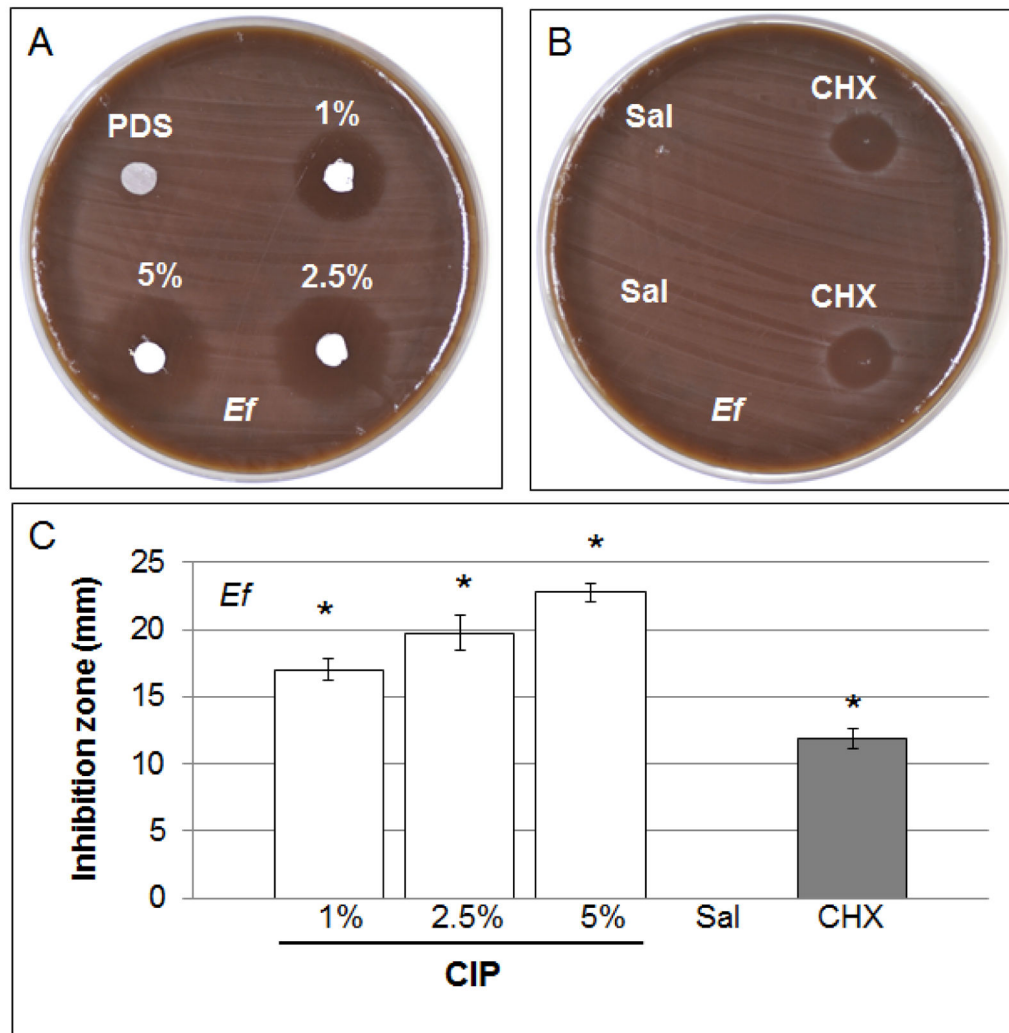 A
PDS
1%
5%
2.5%
Ef
B
Sal
CHX
Sal
CHX
Ef
C
Inhibition zone (mm)
25
20
15
10
5
0
Ef
*
*
*
*
1%
2.5%
5%
Sal
CHX
CIP